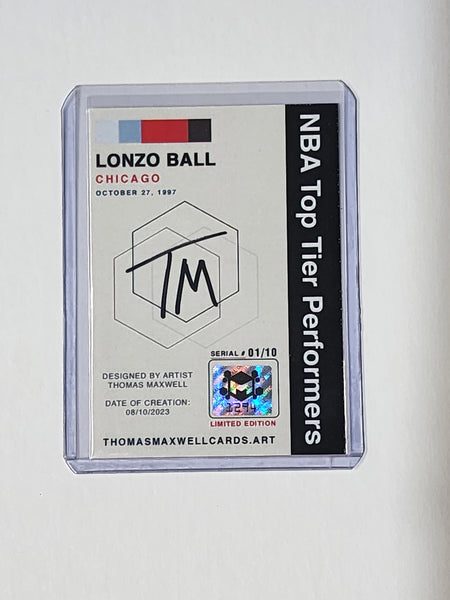 LONZO BALL
CHICAGO
OCTOBER 27, 1997
TM
SERIAL # 01/10
1294
LIMITED EDITION
DESIGNED BY ARTIST
THOMAS MAXWELL
DATE OF CREATION:
08/10/2023
THOMASMAXWELLCARDS.ART
NBA Top Tier Performers